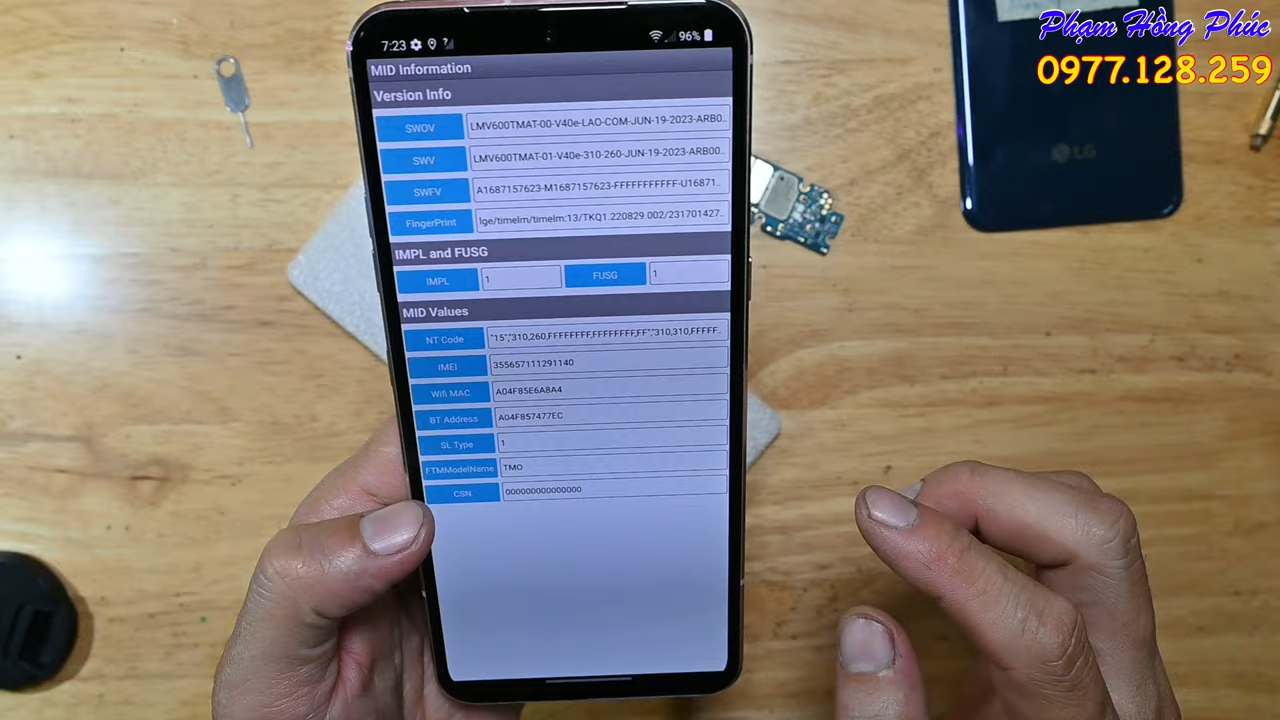 Phạm Hồng Phúc
0977.128.259
7:23
96%
MID Information
Version Info
SWOV LMV600TMAT-00-V40e-LAO-COM-JUN-19-2023-ARB0..
SWV LMV600TMAT-01-V40e-310-260-JUN-19-2023-ARB00..
SWFV A1687157623-M1687157623-FFFFFFFFFFF-U16871..
FingerPrint lge/timelm/timelm:13/TKQ1.220829.002/231701427..
IMPL and FUSG
IMPL 1 FUSG 1
MID Values
NT Code "15","310,260,FFFFFFFF,FFFFFFFF,FF","310,310,FFFFF..
IMEI 355657111291140
Wifi MAC A04F85E6A8A4
BT Address A04F857477EC
SL Type 1
FTMModelName TMO
CSN 00000000000000
LG